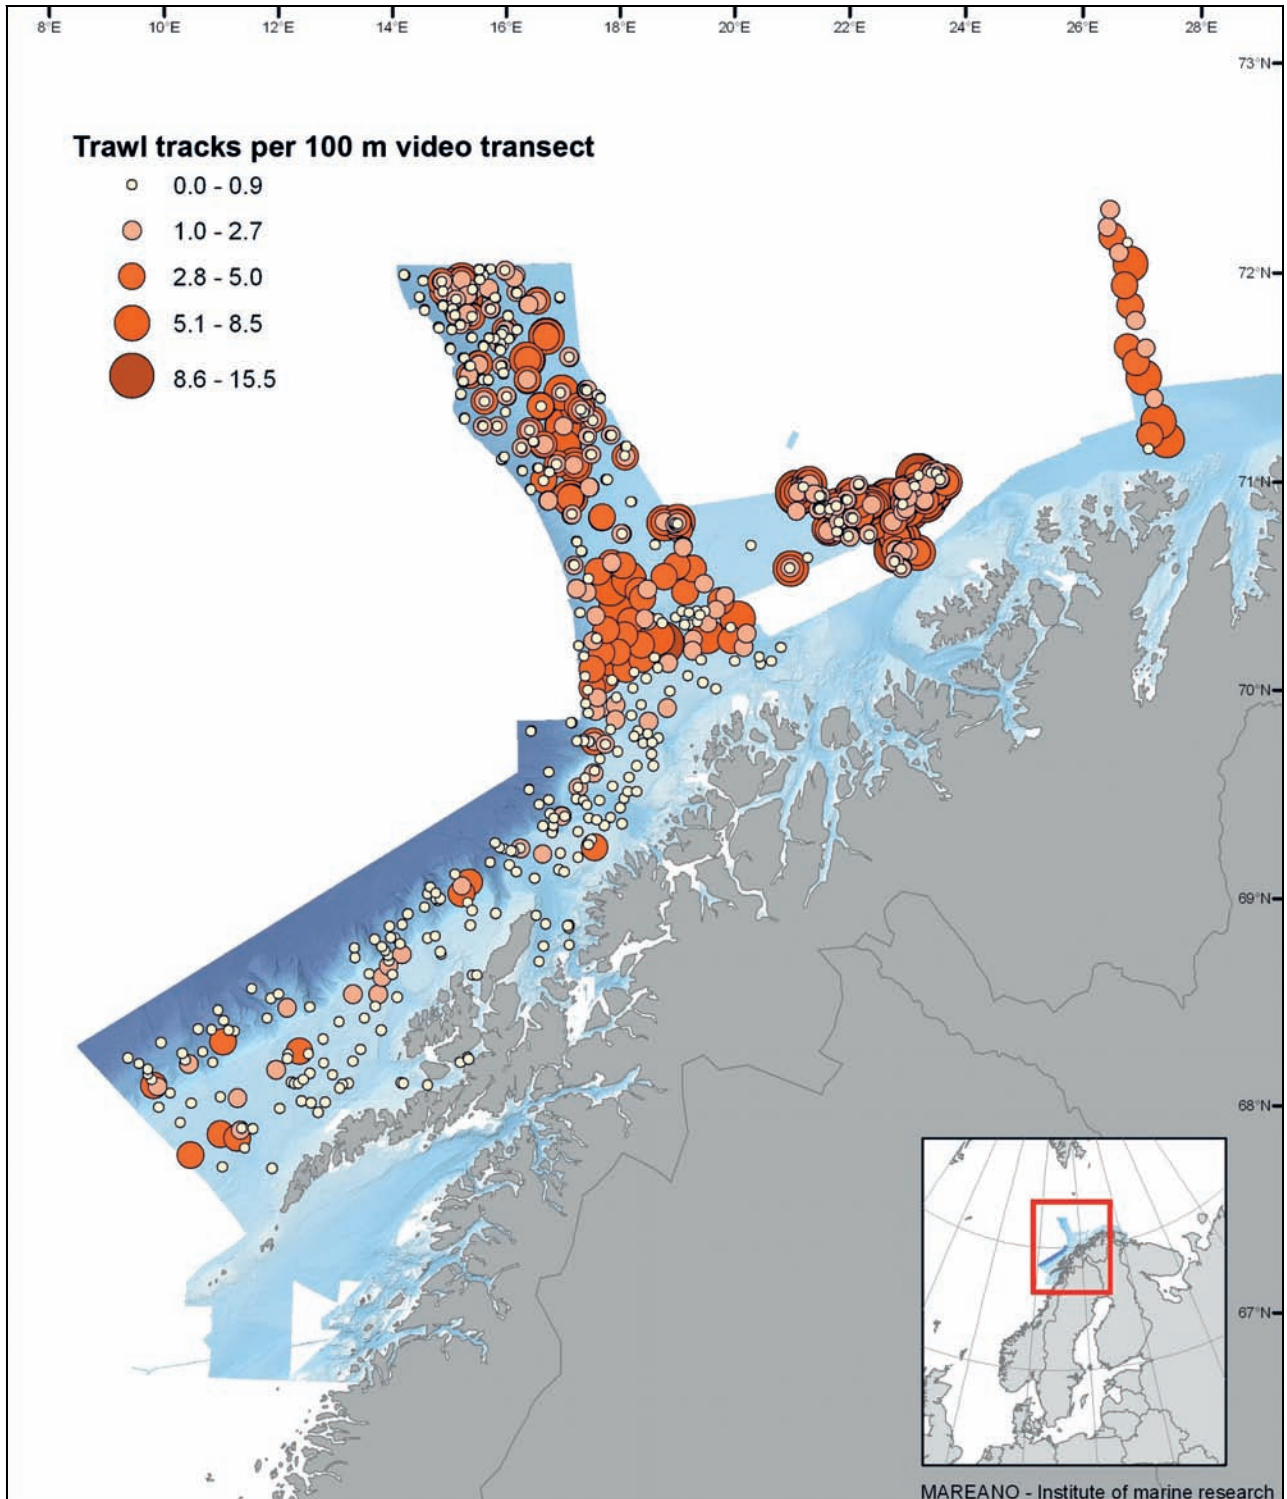 8°E 10°E 12°E 14°E 16°E 18°E 20°E 22°E 24°E 26°E 28°E
73°N
Trawl tracks per 100 m video transect
0.0 - 0.9
1.0 - 2.7
2.8 - 5.0
72°N
5.1 - 8.5
8.6 - 15.5
71°N
70°N
69°N
68°N
67°N
MAREANO - Institute of marine research